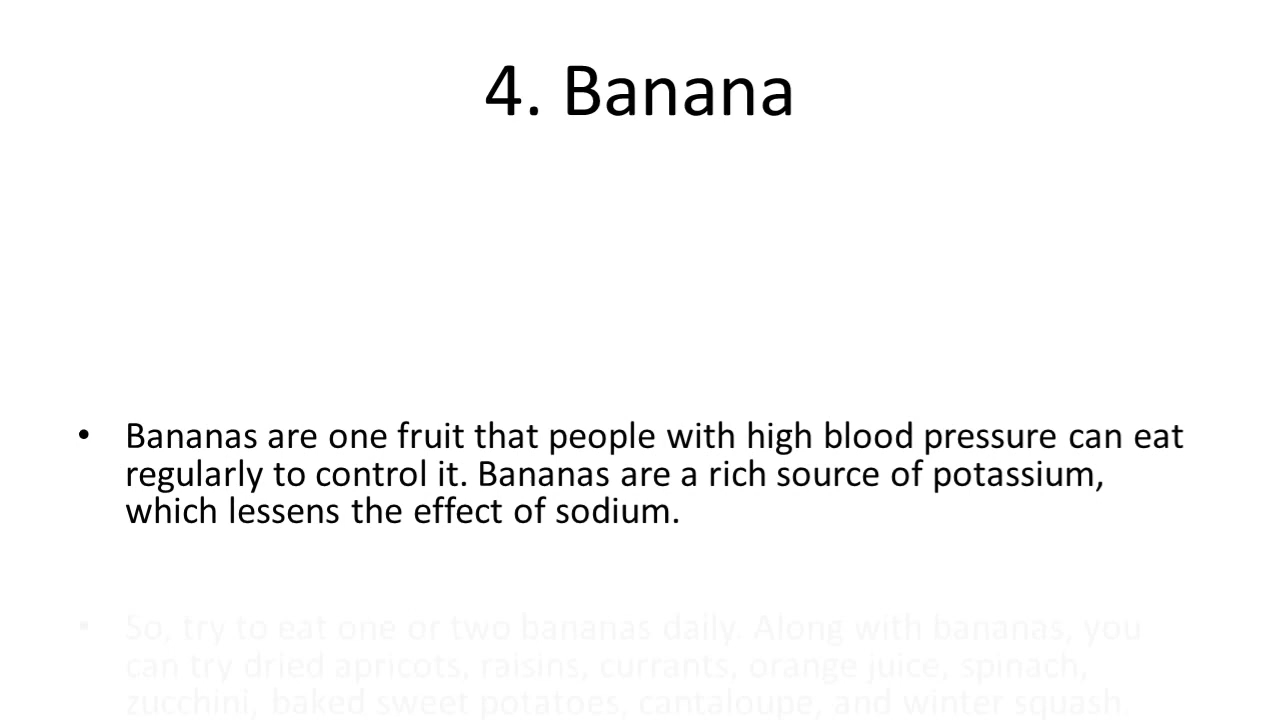 4. Banana
• Bananas are one fruit that people with high blood pressure can eat
regularly to control it. Bananas are a rich source of potassium,
which lessens the effect of sodium.
• So, try to eat one or two bananas daily. Along with bananas, you
can try dried apricots, raisins, currants, orange juice, spinach,
zucchini, baked sweet potatoes, cantaloupe, and winter squash.